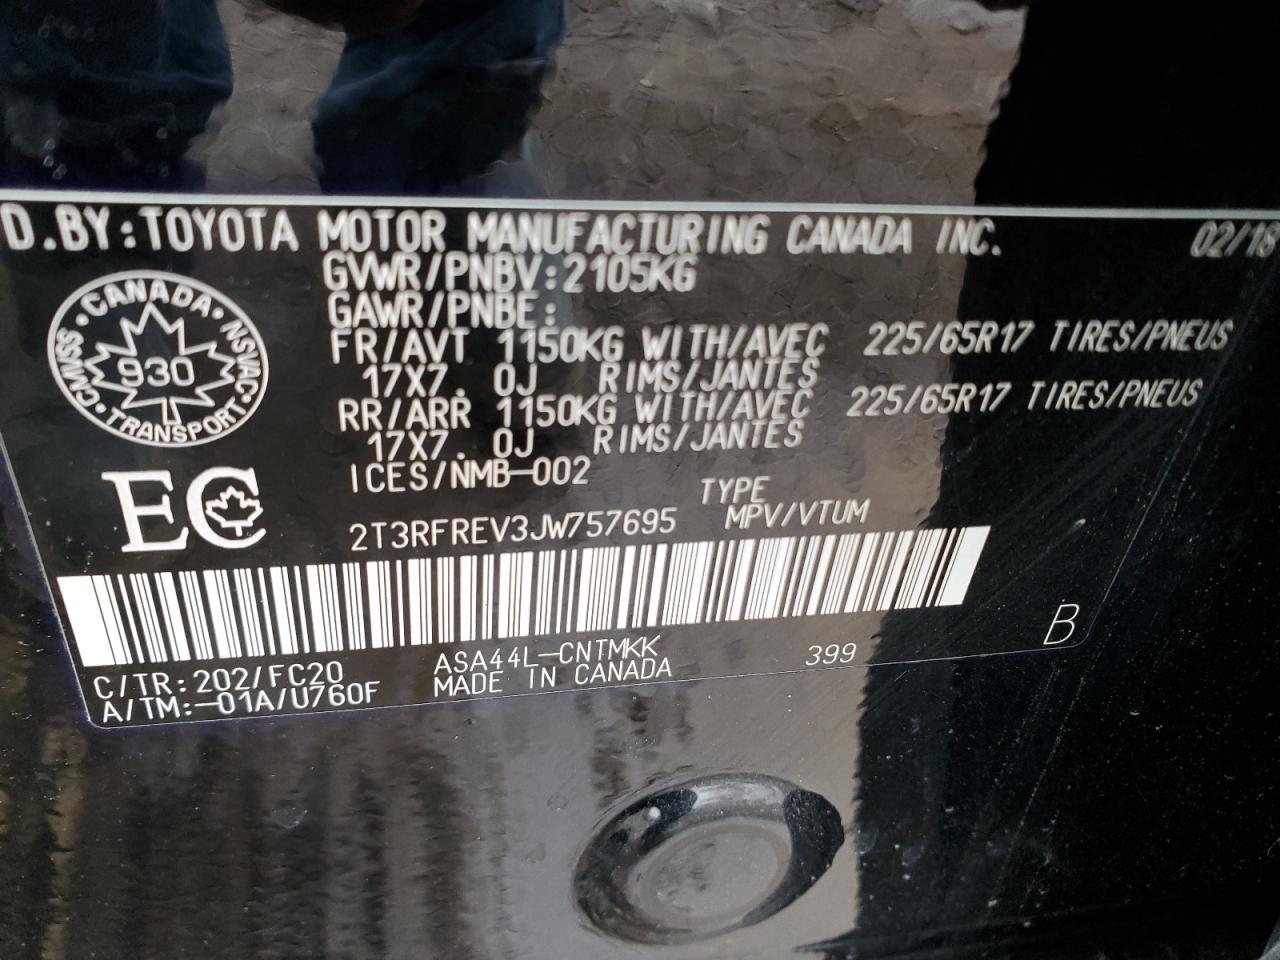 D. BY: TOYOTA MOTOR MANUFACTURING CANADA INC. 02/18
GVWR/PNBV: 2105KG
GAWR/PNBE:
FR/AVT 1150KG WITH/AVEC 225/65R17 TIRES/PNEUS
17X7. 0J RIMS/JANTES
RR/ARR 1150KG WITH/AVEC 225/65R17 TIRES/PNEUS
17X7. 0J RIMS/JANTES
ICES/NMB-002
CANADA
CMVSS NSVAC
930
TRANSPORT
EC
TYPE
2T3RFREV3JW757695 MPV/VTUM
C/TR: 202/FC20 ASA44L-CNTMKK 399 B
A/TM:-01A/U760F MADE IN CANADA